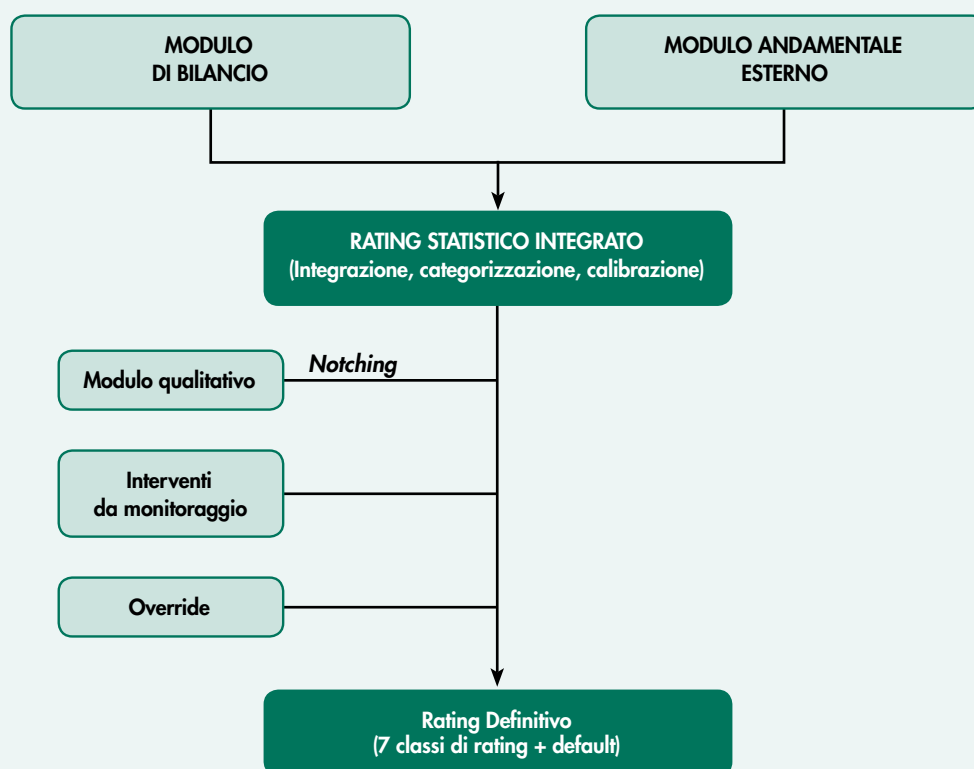 MODULO
DI BILANCIO
MODULO ANDAMENTALE
ESTERNO
RATING STATISTICO INTEGRATO
(Integrazione, categorizzazione, calibrazione)
Notching
Modulo qualitativo
Interventi
da monitoraggio
Override
Rating Definitivo
(7 classi di rating + default)